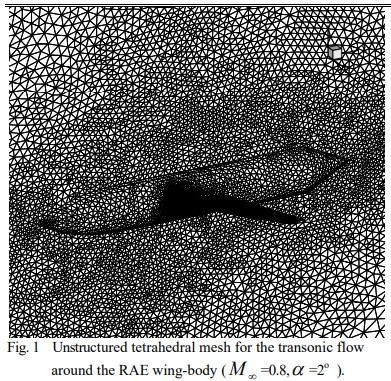 Fig. 1 Unstructured tetrahedral mesh for the transonic flow
around the RAE wing-body ( M∞ =0.8, α =2° ).